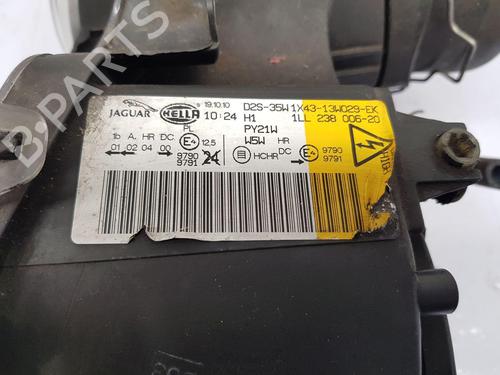 JAGUAR HELLA 19.10.10 10:24 D2S-35W 1X43-13W029-EK
H1 1LL 238 006-20
PL PY21W
1b A. HR DC E4 12,5 W5W HR
01 02 04 00 HCHR DC E4 9790
9790 9791
9791 24
B-PARTS